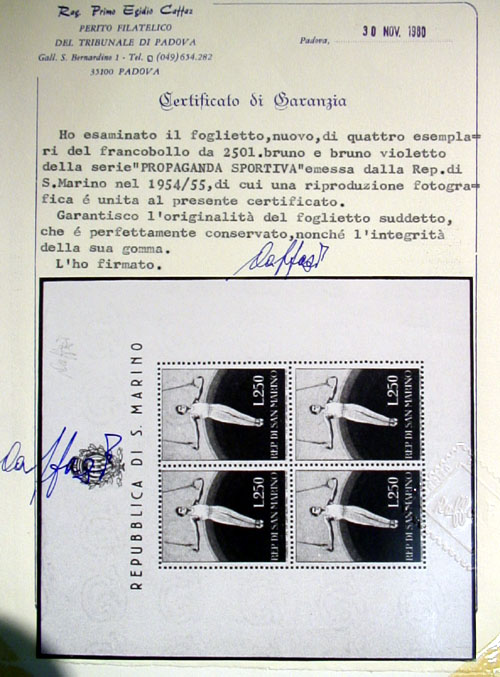 Rag. Primo Egidio Caffaz
PERITO FILATELICO
DEL TRIBUNALE DI PADOVA
Gall. S. Bernardino 1 - Tel. (049) 654.282
35100 PADOVA
Padova, 30 NOV. 1980
Certificato di Garanzia
Ho esaminato il foglietto,nuovo,di quattro esempla=
ri del francobollo da 250l.bruno e bruno violetto
della serie"PROPAGANDA SPORTIVA"emessa dalla Rep.di
S.Marino nel 1954/55,di cui una riproduzione fotogra=
fica é unita al presente certificato.
Garantisco l'originalità del foglietto suddetto,
che é perfettamente conservato,nonché l'integrità
della sua gomma.
L'ho firmato.
Caffaz
REPUBBLICA DI S. MARINO
Caffaz
L.250
REP. DI SAN MARINO
L.250
REP. DI SAN MARINO
L.250
REP. DI SAN MARINO
L.250
REP. DI SAN MARINO